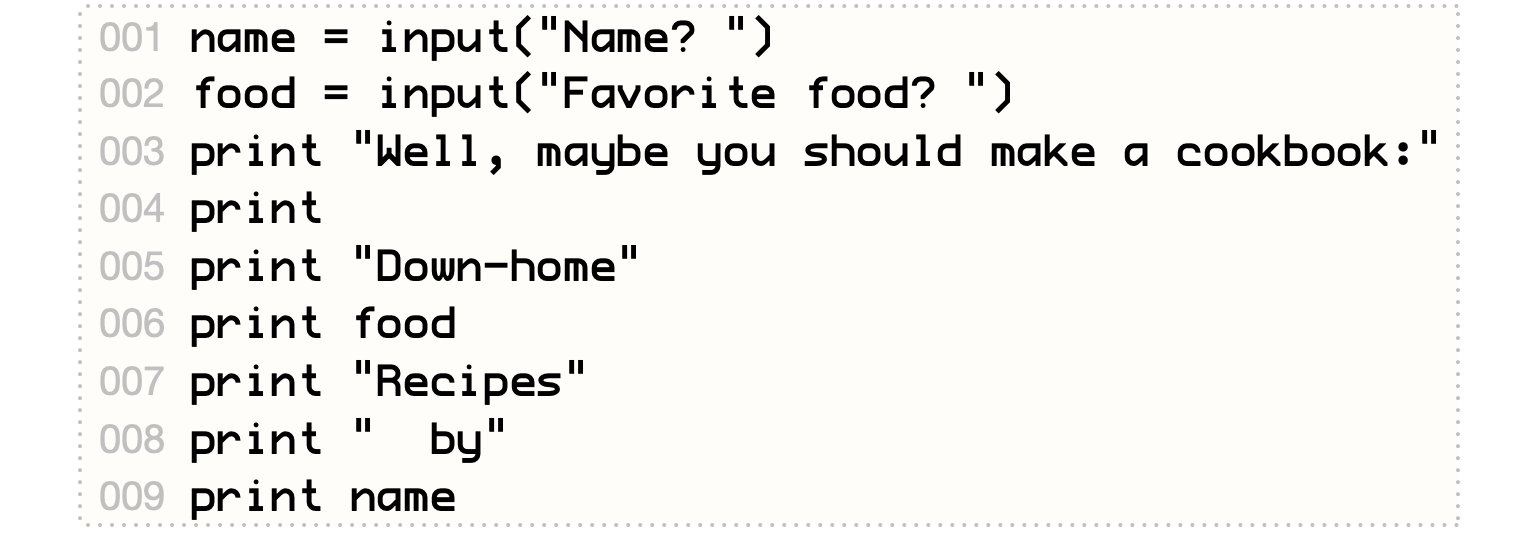 001 name = input("Name? ")
002 food = input("Favorite food? ")
003 print "Well, maybe you should make a cookbook:"
004 print
005 print "Down-home"
006 print food
007 print "Recipes"
008 print "  by"
009 print name